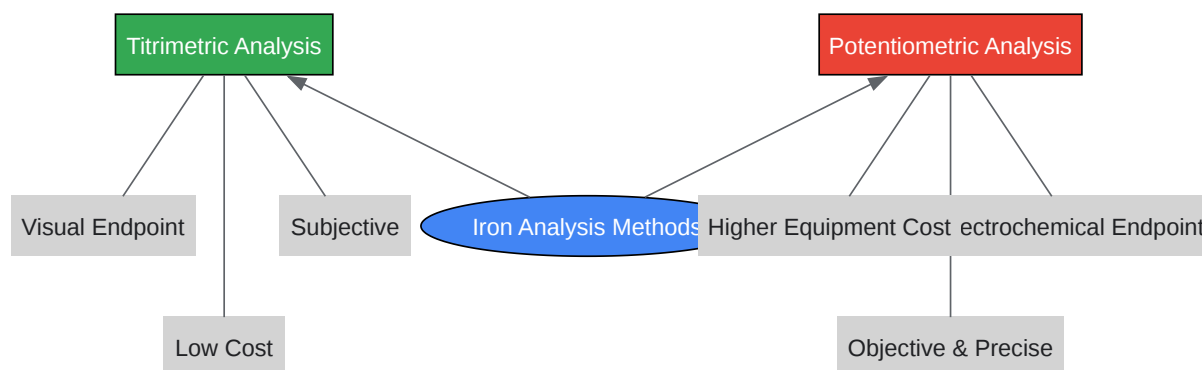 Titrimetric Analysis
Potentiometric Analysis
Visual Endpoint
Subjective
Iron Analysis Methods
Higher Equipment Cost
ectrochemical Endpoint
Low Cost
Objective & Precise